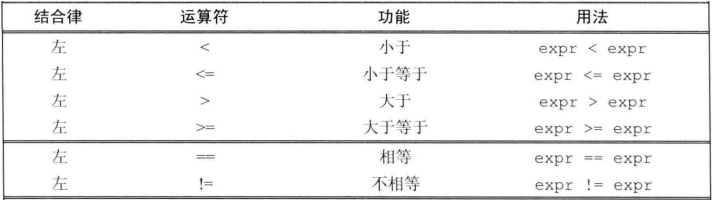 结合律 运算符 功能 用法
左 < 小于 expr < expr
左 <= 小于等于 expr <= expr
左 > 大于 expr > expr
左 >= 大于等于 expr >= expr
左 == 相等 expr == expr
左 != 不相等 expr != expr